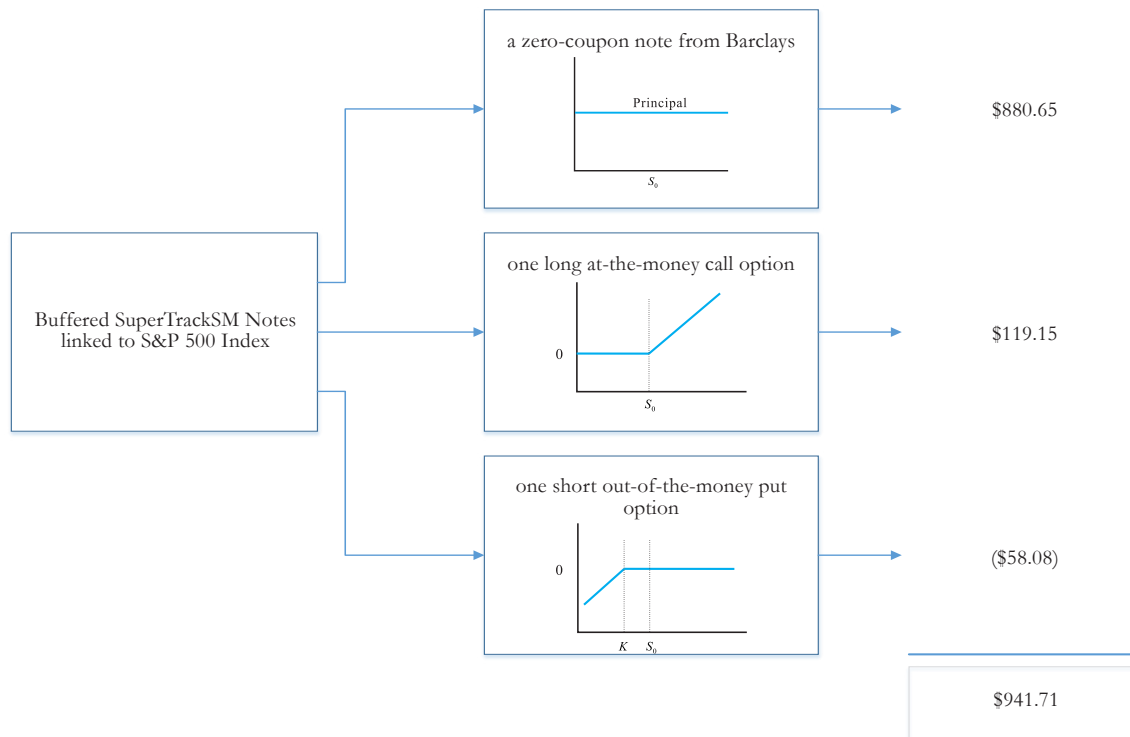 a zero-coupon note from Barclays
Principal
S₀
$880.65
Buffered SuperTrackSM Notes
linked to S&P 500 Index
one long at-the-money call option
0
S₀
$119.15
one short out-of-the-money put
option
0
K S₀
($58.08)
$941.71